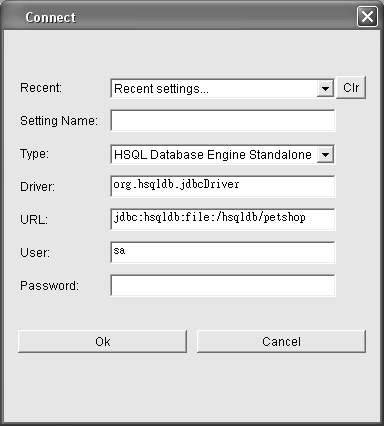 Connect
Recent: Recent settings... Clr
Setting Name:
Type: HSQL Database Engine Standalone
Driver: org.hsqldb.jdbcDriver
URL: jdbc:hsqldb:file:/hsqldb/petshop
User: sa
Password:
Ok Cancel